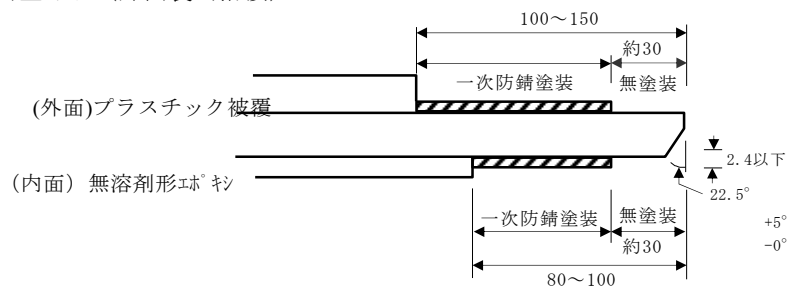 100～150
約30
一次防錆塗装
無塗装
(外面)プラスチック被覆
2.4以下
(内面) 無溶剤形エポキシ
22.5°
一次防錆塗装
無塗装
+5°
約30
-0°
80～100